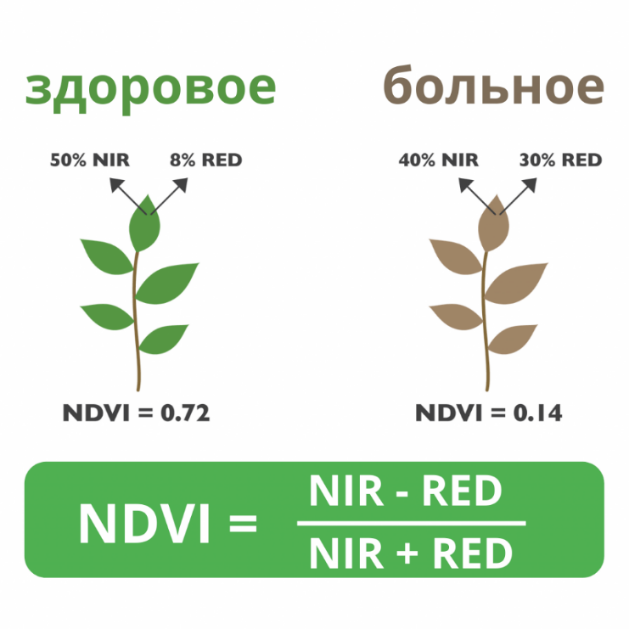 здоровое
больное
50% NIR
8% RED
40% NIR
30% RED
NDVI = 0.72
NDVI = 0.14
NDVI =
NIR - RED
NIR + RED